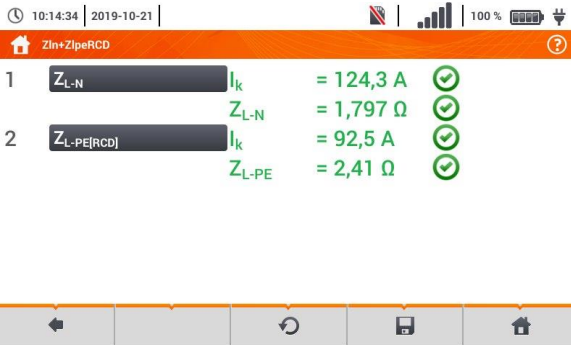 10:14:34 2019-10-21 100 %
Zln+ZlpeRCD ?
1 ZL-N Ik = 124,3 A
ZL-N = 1,797 Ω
2 ZL-PE[RCD] Ik = 92,5 A
ZL-PE = 2,41 Ω